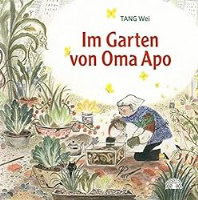 TANG Wei
Im Garten
von Oma Apo